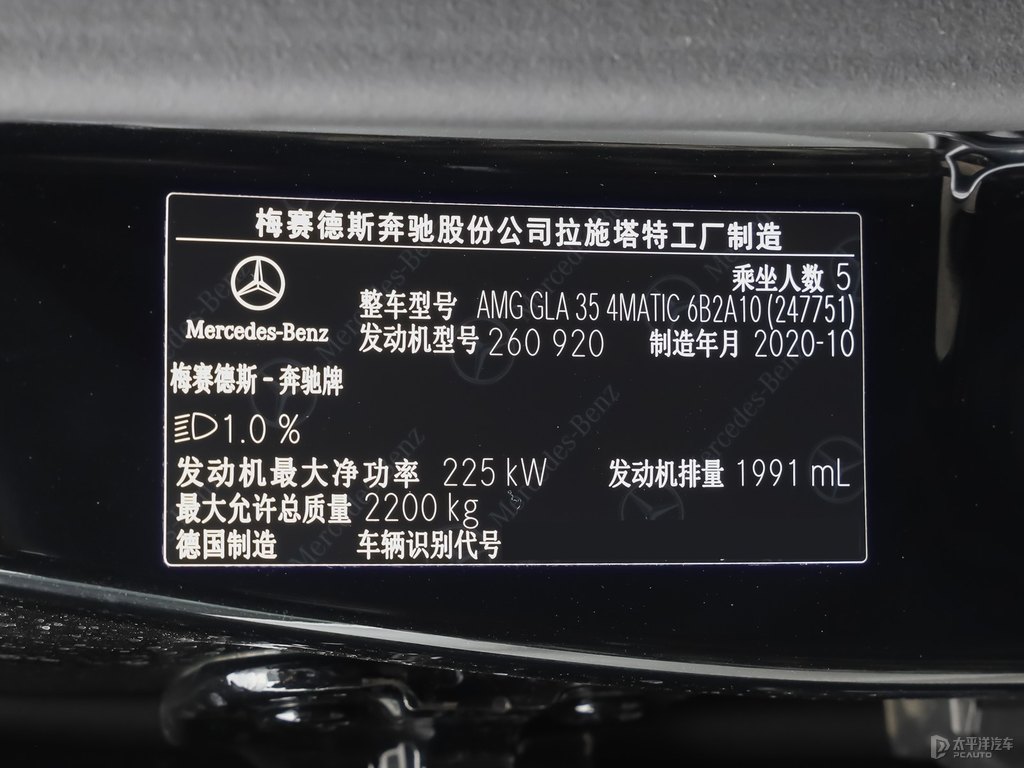 梅赛德斯奔驰股份公司拉施塔特工厂制造
乘坐人数 5
Mercedes-Benz
整车型号 AMG GLA 35 4MATIC 6B2A10 (247751)
发动机型号 260 920 制造年月 2020-10
梅赛德斯-奔驰牌
1.0 %
发动机最大净功率 225 kW 发动机排量 1991 mL
最大允许总质量 2200 kg
德国制造 车辆识别代号
太平洋汽车
PCAUTO